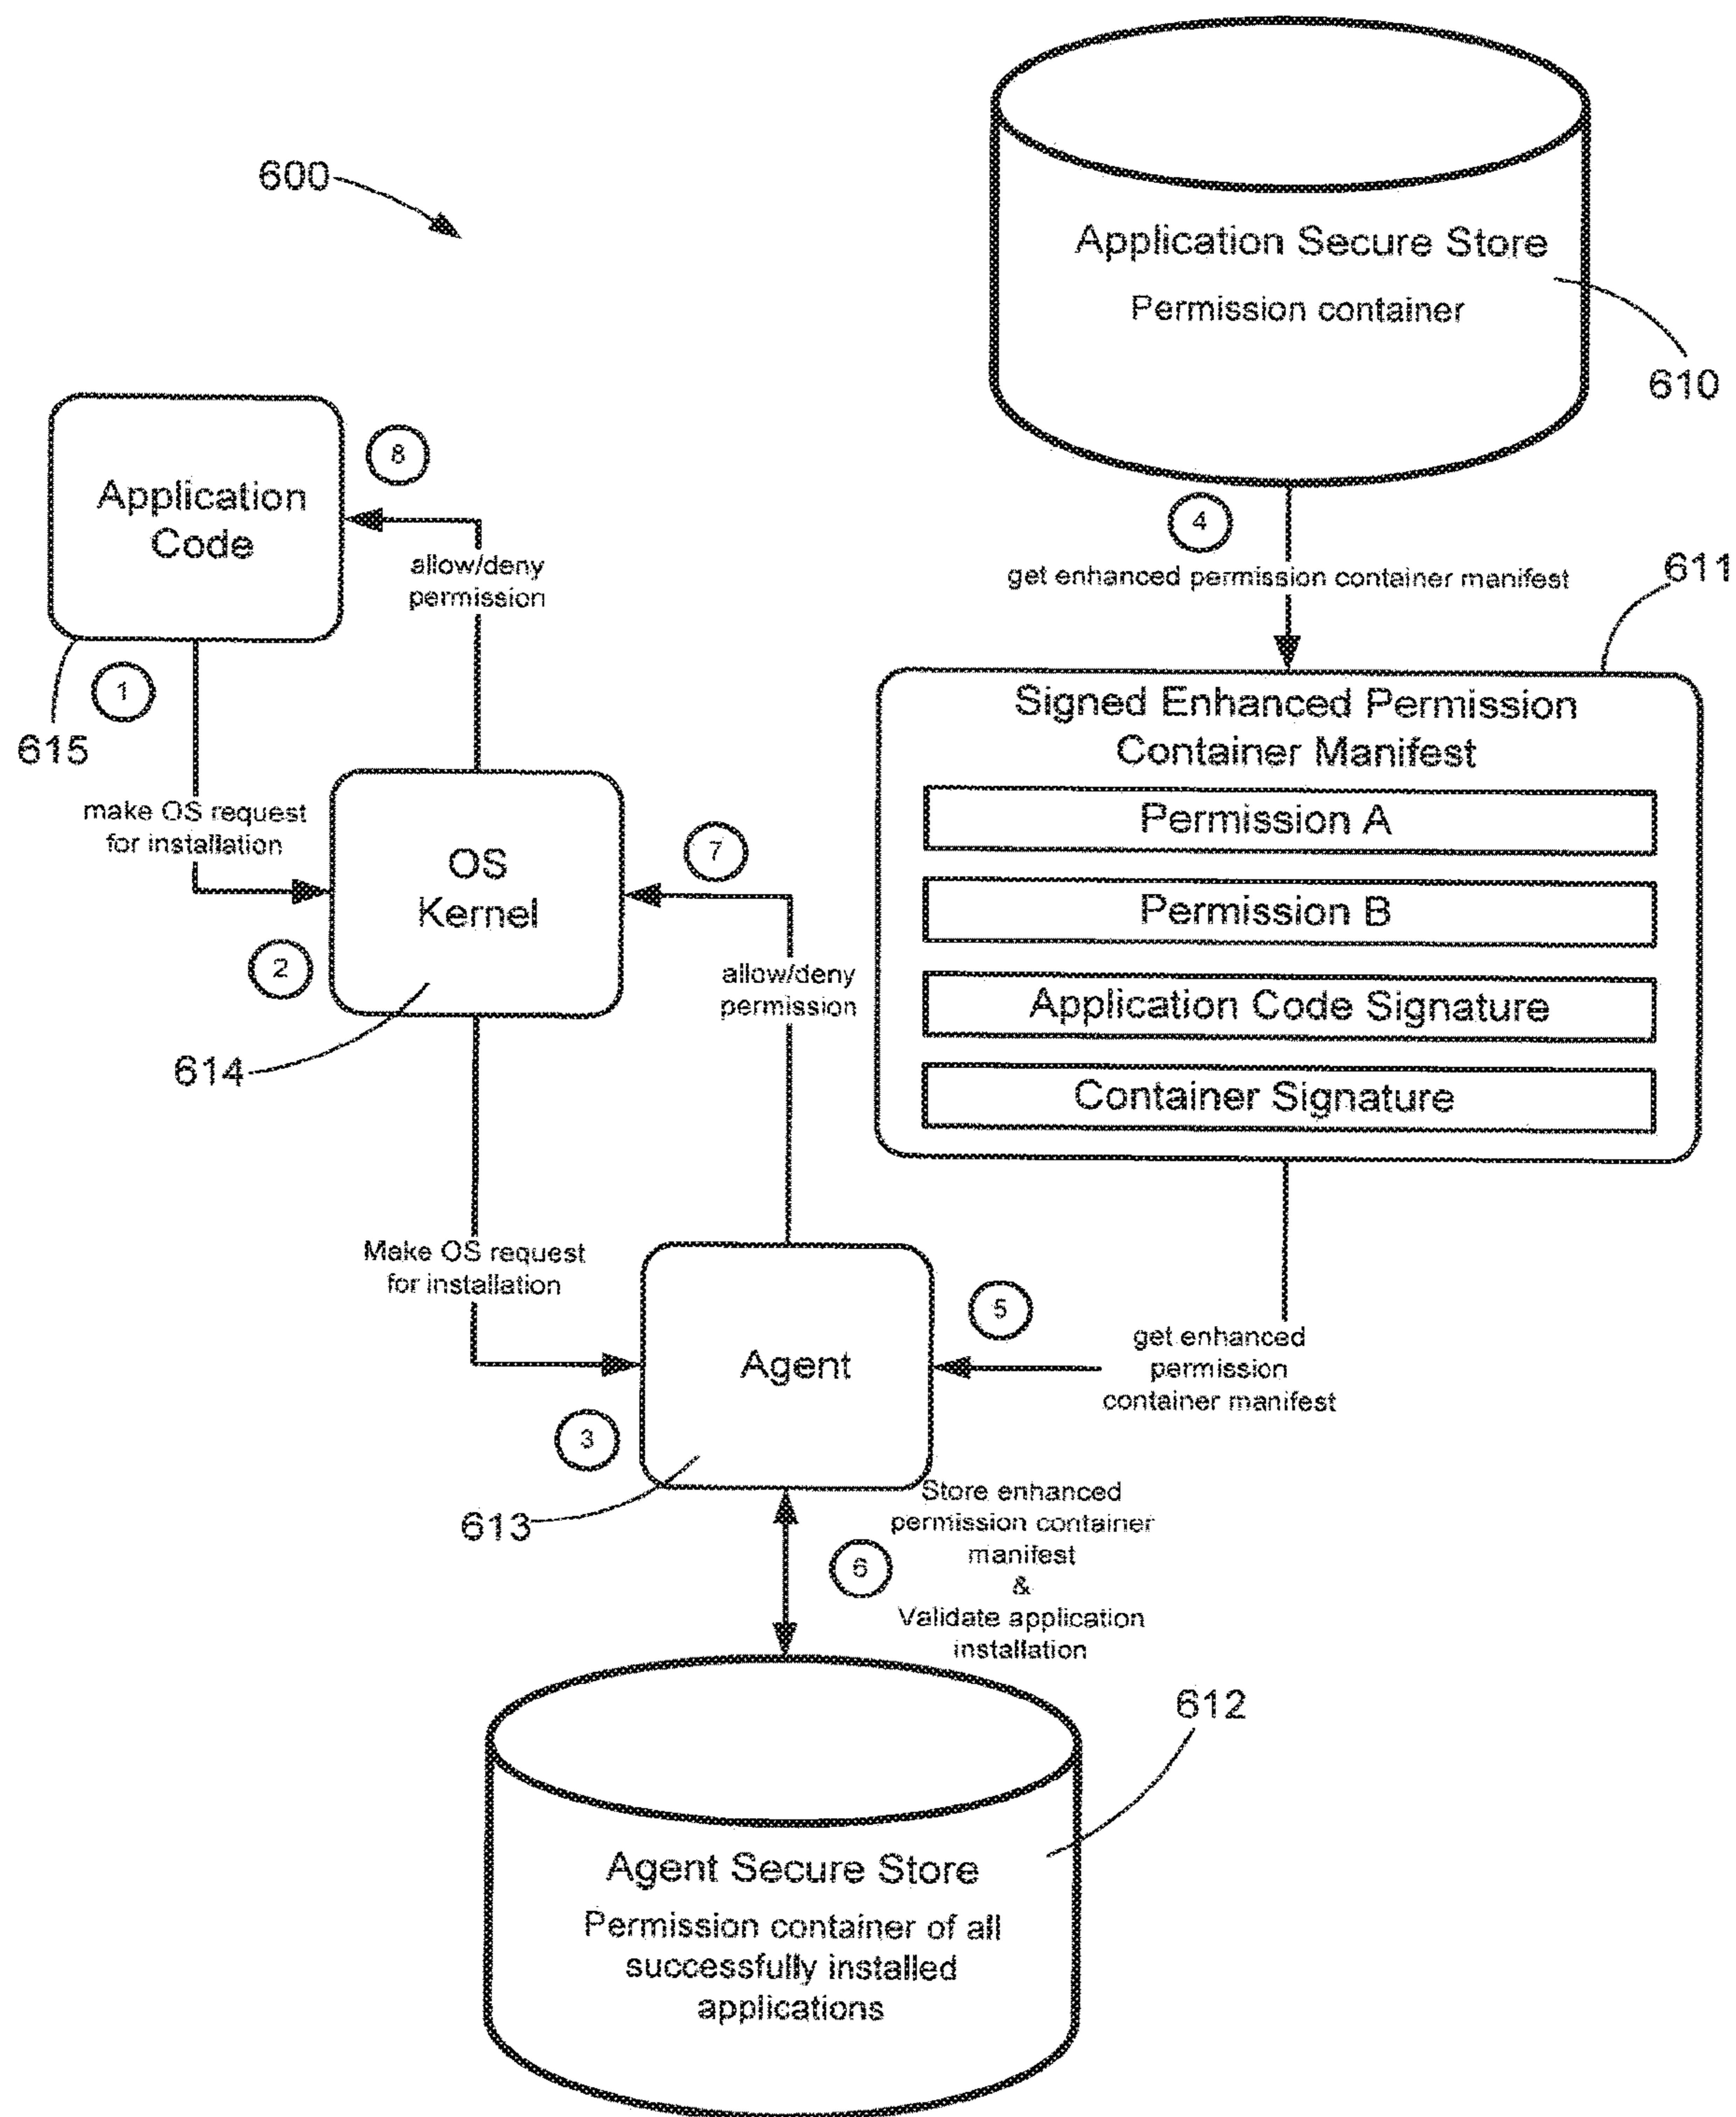 600
Application Secure Store
Permission container
610
Application
Code
8
allow/deny
permission
4
get enhanced permission container manifest
611
1
615
make OS request
for installation
OS
Kernel
2
614
7
allow/deny
permission
Signed Enhanced Permission
Container Manifest
Permission A
Permission B
Application Code Signature
Container Signature
Make OS request
for installation
Agent
3
613
5
get enhanced
permission
container manifest
6
Store enhanced
permission container
manifest
&
Validate application
installation
612
Agent Secure Store
Permission container of all
successfully installed
applications